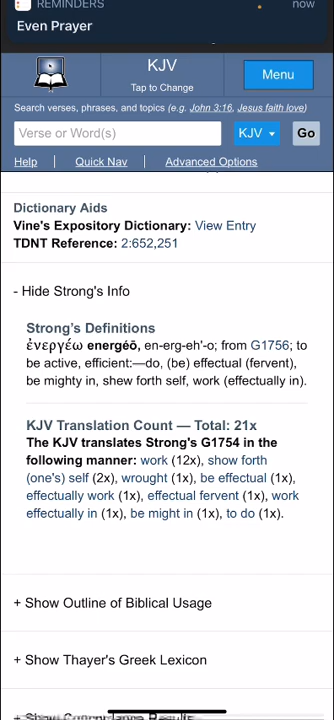 REMINDERS now
Even Prayer
KJV
Tap to Change
Menu
Search verses, phrases, and topics (e.g. John 3:16, Jesus faith love)
Verse or Word(s) KJV Go
Help Quick Nav Advanced Options
Dictionary Aids
Vine's Expository Dictionary: View Entry
TDNT Reference: 2:652,251
- Hide Strong's Info
Strong's Definitions
ἐνεργέω energéō, en-erg-eh'-o; from G1756; to
be active, efficient:—do, (be) effectual (fervent),
be mighty in, shew forth self, work (effectually in).
KJV Translation Count — Total: 21x
The KJV translates Strong's G1754 in the
following manner: work (12x), show forth
(one's) self (2x), wrought (1x), be effectual (1x),
effectually work (1x), effectual fervent (1x), work
effectually in (1x), be might in (1x), to do (1x).
+ Show Outline of Biblical Usage
+ Show Thayer's Greek Lexicon
+ Show Concordance Results